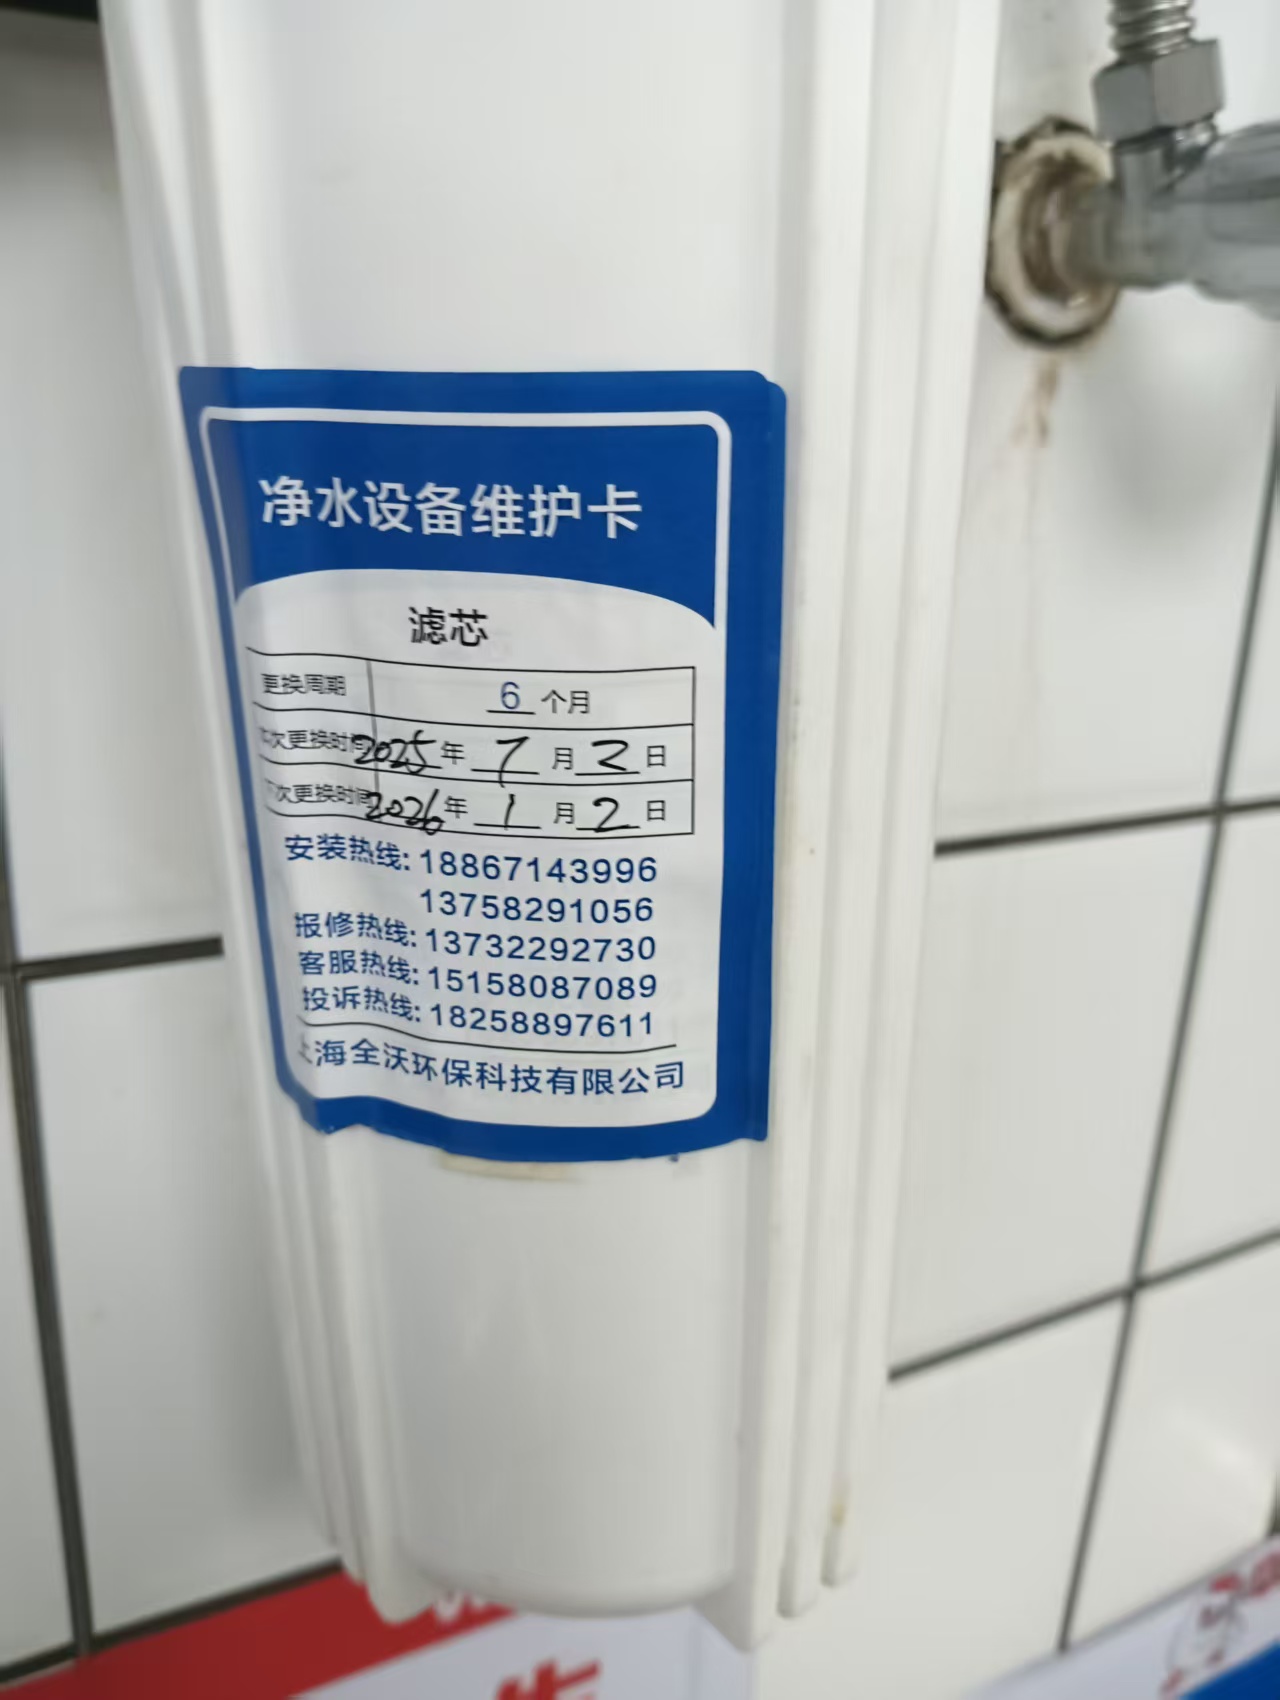 净水设备维护卡
滤芯
更换周期 6 个月
本次更换时间 2025 年 7 月 2 日
下次更换时间 2026 年 1 月 2 日
安装热线: 18867143996
13758291056
报修热线: 13732292730
客服热线: 15158087089
投诉热线: 18258897611
上海全沃环保科技有限公司